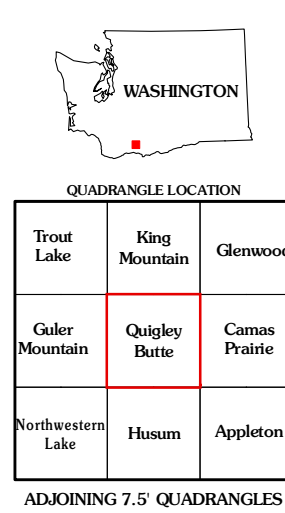 WASHINGTON
QUADRANGLE LOCATION
Trout
Lake
King
Mountain
Glenwood
Guler
Mountain
Quigley
Butte
Camas
Prairie
Northwestern
Lake
Husum
Appleton
ADJOINING 7.5' QUADRANGLES